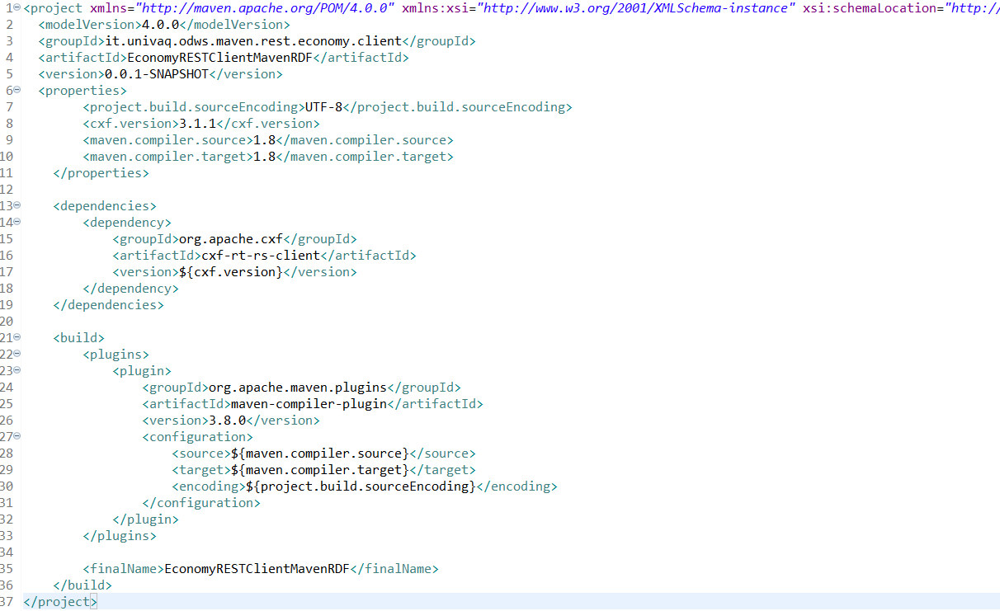 1 <project xmlns="http://maven.apache.org/POM/4.0.0" xmlns:xsi="http://www.w3.org/2001/XMLSchema-instance" xsi:schemaLocation="http://
2   <modelVersion>4.0.0</modelVersion>
3   <groupId>it.univaq.odws.maven.rest.economy.client</groupId>
4   <artifactId>EconomyRESTClientMavenRDF</artifactId>
5   <version>0.0.1-SNAPSHOT</version>
6   <properties>
7         <project.build.sourceEncoding>UTF-8</project.build.sourceEncoding>
8         <cxf.version>3.1.1</cxf.version>
9         <maven.compiler.source>1.8</maven.compiler.source>
10         <maven.compiler.target>1.8</maven.compiler.target>
11     </properties>
12
13     <dependencies>
14         <dependency>
15             <groupId>org.apache.cxf</groupId>
16             <artifactId>cxf-rt-rs-client</artifactId>
17             <version>${cxf.version}</version>
18         </dependency>
19     </dependencies>
20
21     <build>
22         <plugins>
23             <plugin>
24                 <groupId>org.apache.maven.plugins</groupId>
25                 <artifactId>maven-compiler-plugin</artifactId>
26                 <version>3.8.0</version>
27                 <configuration>
28                     <source>${maven.compiler.source}</source>
29                     <target>${maven.compiler.target}</target>
30                     <encoding>${project.build.sourceEncoding}</encoding>
31                 </configuration>
32             </plugin>
33         </plugins>
34
35         <finalName>EconomyRESTClientMavenRDF</finalName>
36     </build>
37 </project>